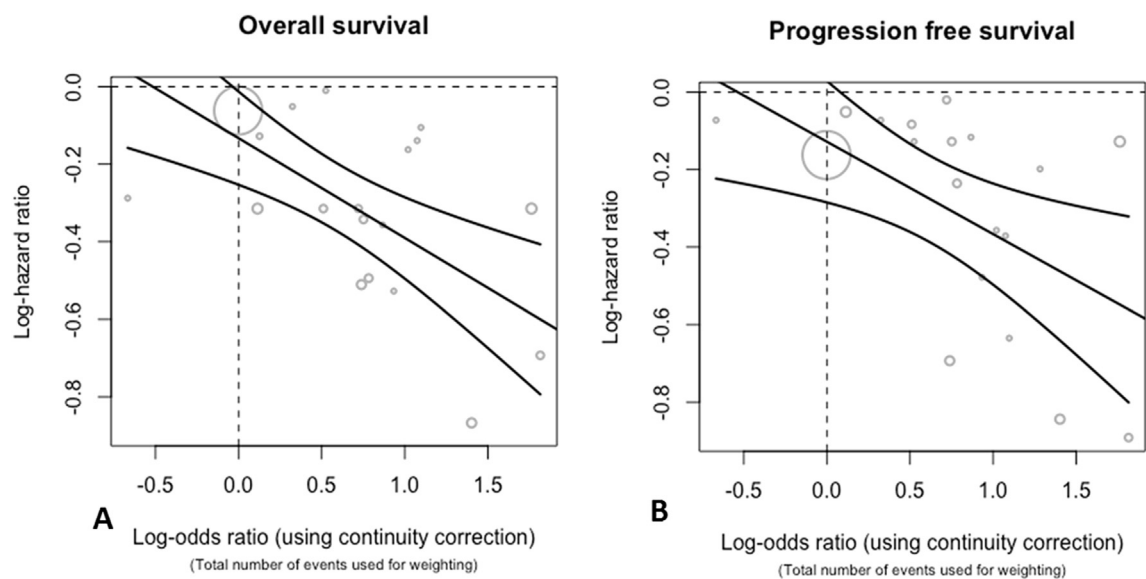 Overall survival
0.0
-0.2
-0.4
-0.6
-0.8
Log-hazard ratio
-0.5 0.0 0.5 1.0 1.5
A
Log-odds ratio (using continuity correction)
(Total number of events used for weighting)
Progression free survival
0.0
-0.2
-0.4
-0.6
-0.8
Log-hazard ratio
-0.5 0.0 0.5 1.0 1.5
B
Log-odds ratio (using continuity correction)
(Total number of events used for weighting)